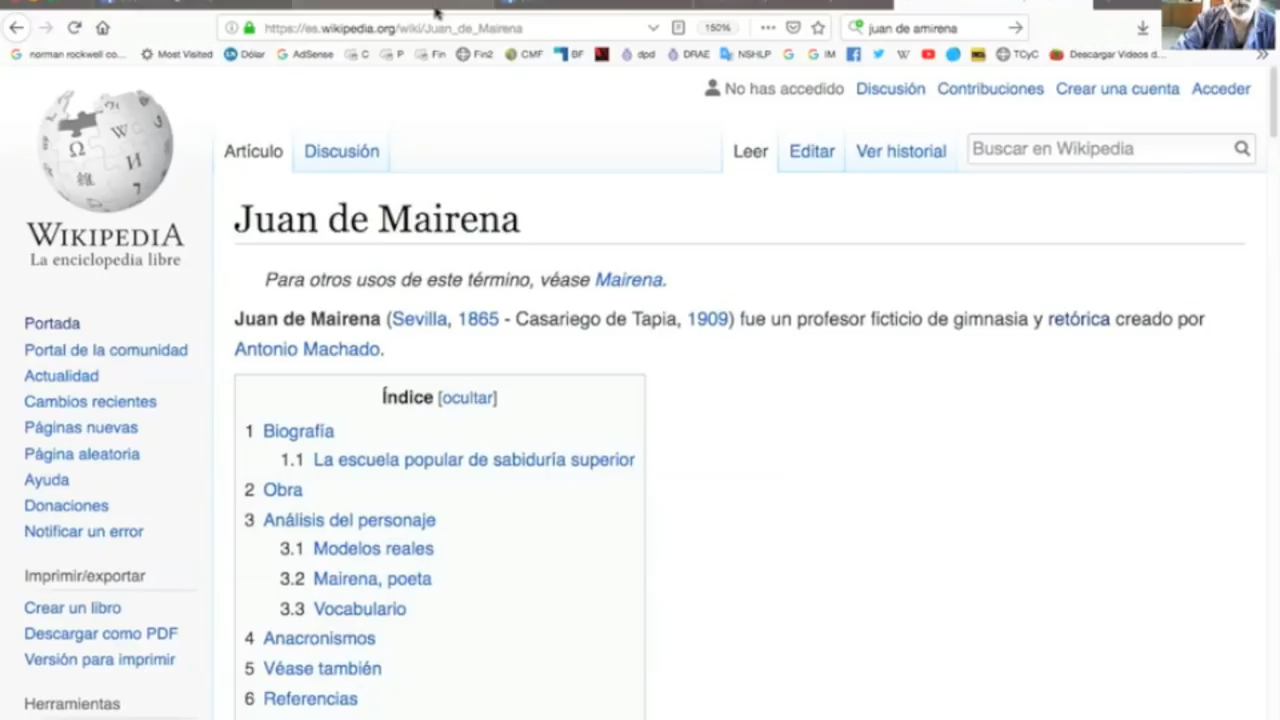 https://es.wikipedia.org/wiki/Juan_de_Mairena
150%
juan de amirena
norman rockwell co... Most Visited Dólar AdSense C P Fin Fin2 CMF BF dpd DRAE NSHLP G IM TCyC Descargar Vídeos d...
No has accedido Discusión Contribuciones Crear una cuenta Acceder
Artículo Discusión Leer Editar Ver historial Buscar en Wikipedia
WIKIPEDIA
La enciclopedia libre
Portada
Portal de la comunidad
Actualidad
Cambios recientes
Páginas nuevas
Página aleatoria
Ayuda
Donaciones
Notificar un error
Imprimir/exportar
Crear un libro
Descargar como PDF
Versión para imprimir
Herramientas
Juan de Mairena
Para otros usos de este término, véase Mairena.
Juan de Mairena (Sevilla, 1865 - Casariego de Tapia, 1909) fue un profesor ficticio de gimnasia y retórica creado por
Antonio Machado.
Índice [ocultar]
1 Biografía
1.1 La escuela popular de sabiduría superior
2 Obra
3 Análisis del personaje
3.1 Modelos reales
3.2 Mairena, poeta
3.3 Vocabulario
4 Anacronismos
5 Véase también
6 Referencias